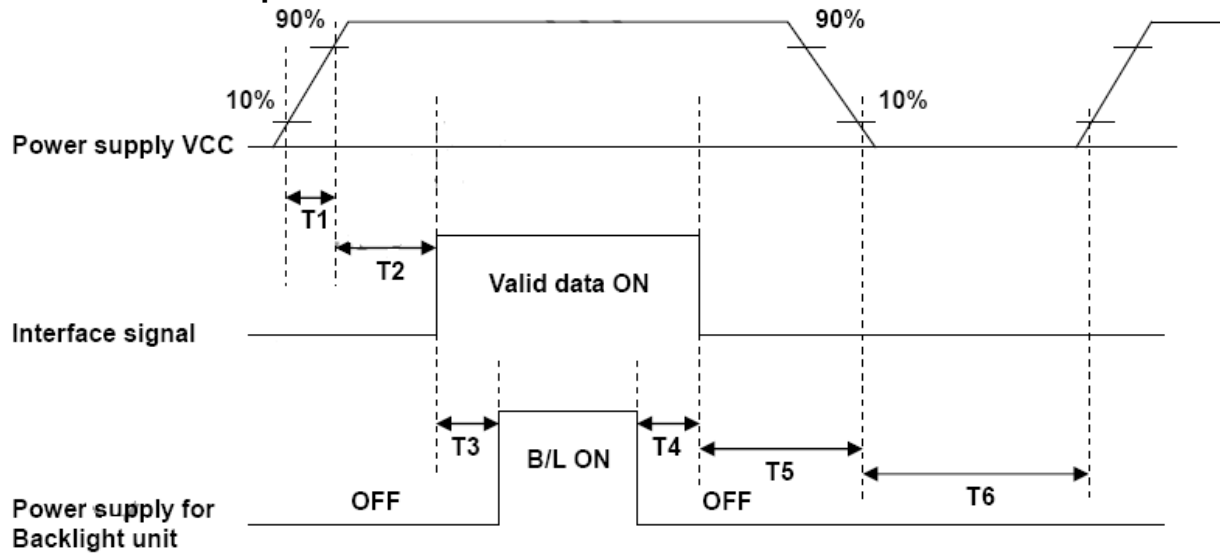 90%
90%
10%
10%
Power supply VCC
T1
T2
Valid data ON
Interface signal
T3
T4
B/L ON
T5
T6
OFF
OFF
Power supply for
Backlight unit